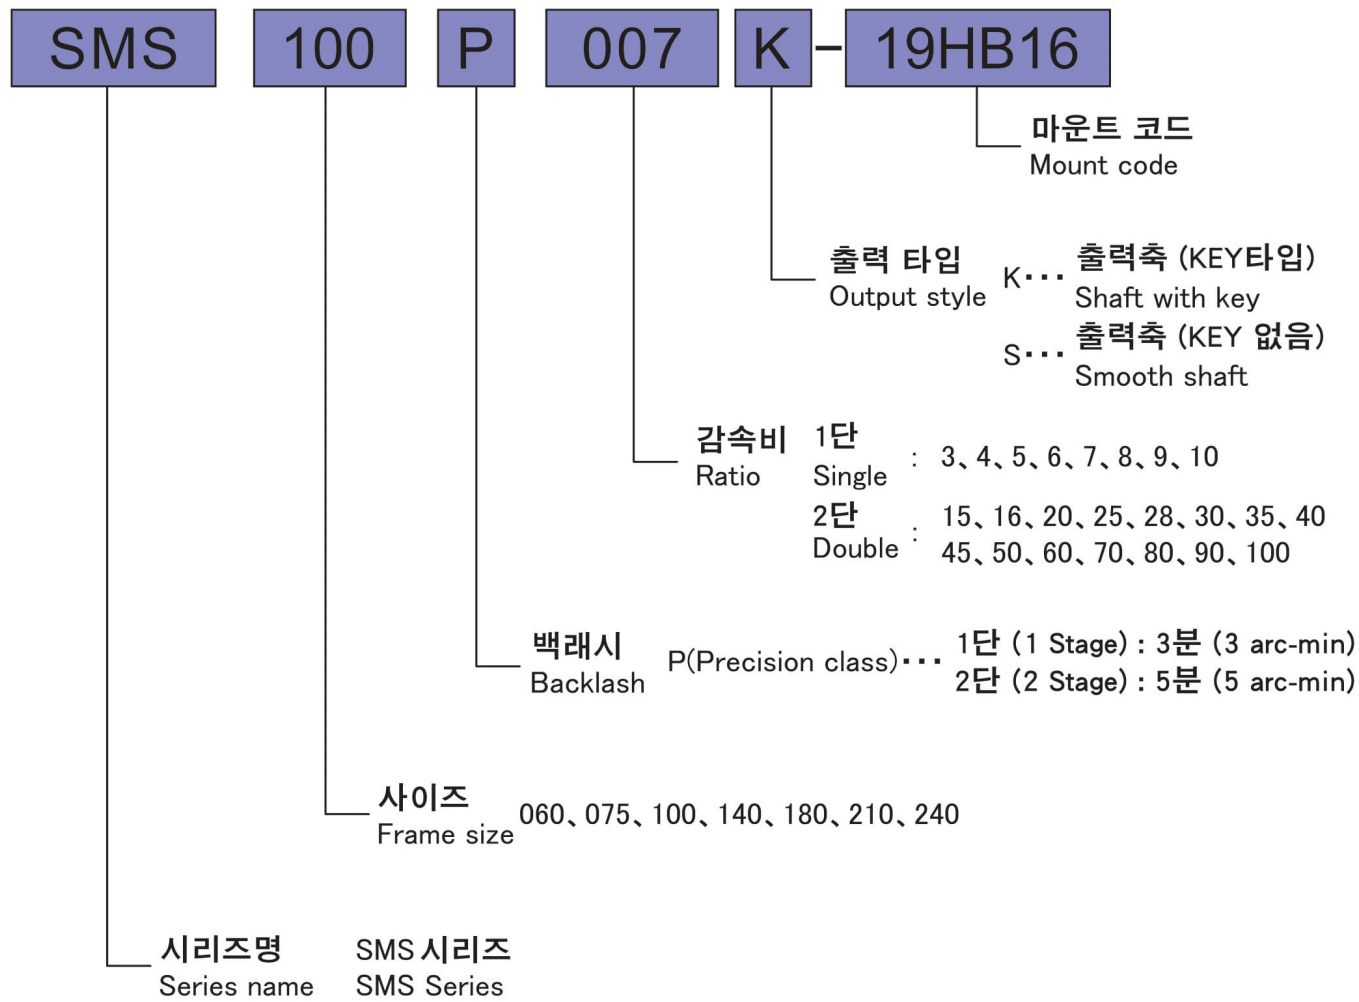 SMS 100 P 007 K-19HB16
마운트 코드
Mount code
출력 타입
Output style
K··· 출력축 (KEY타입)
Shaft with key
S··· 출력축 (KEY 없음)
Smooth shaft
감속비
Ratio
1단
Single : 3、4、5、6、7、8、9、10
2단
Double : 15、16、20、25、28、30、35、40
45、50、60、70、80、90、100
백래시
Backlash
P(Precision class)··· 1단 (1 Stage) : 3분 (3 arc-min)
2단 (2 Stage) : 5분 (5 arc-min)
사이즈
Frame size
060、075、100、140、180、210、240
시리즈명
Series name
SMS 시리즈
SMS Series